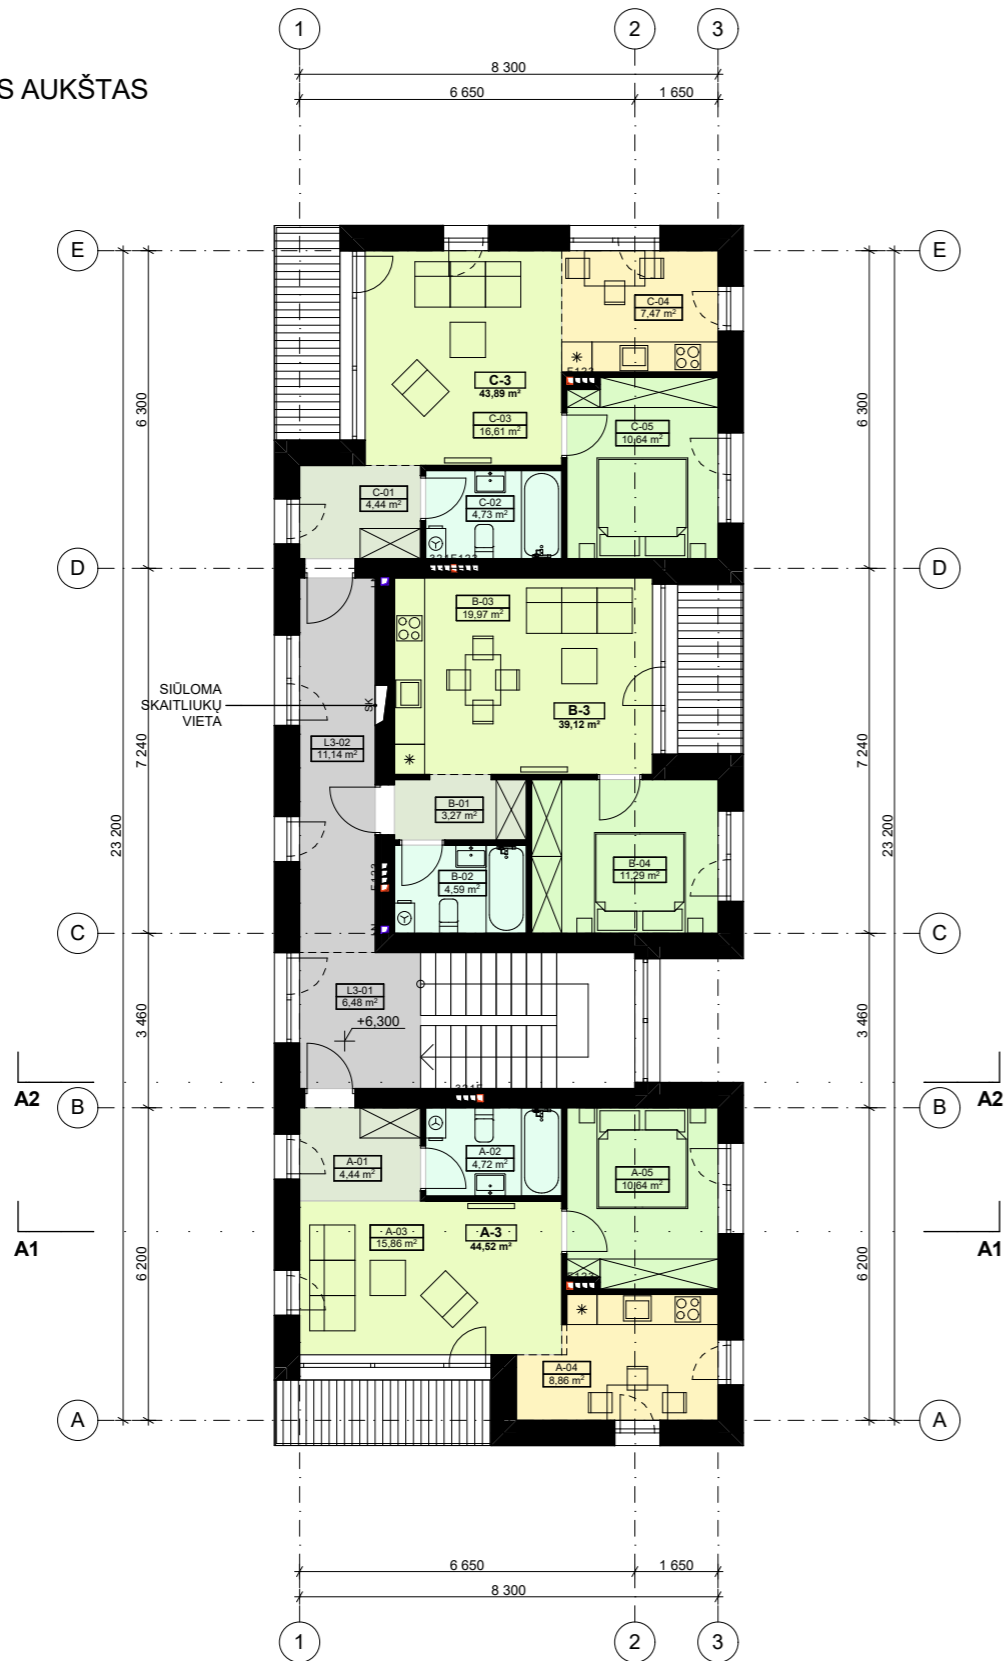 1
2
3
8 300
6 650
1 650
S AUKŠTAS
E
E
C-04
7,47 m²
C-3
43,89 m²
C-03
16,61 m²
C-05
10,64 m²
6 300
6 300
C-01
4,44 m²
C-02
4,73 m²
D
D
B-03
19,97 m²
SIŪLOMA
SKAITLIUKŲ
VIETA
SK
B-3
39,12 m²
L3-02
11,14 m²
7 240
7 240
B-01
3,27 m²
23 200
23 200
B-02
4,59 m²
B-04
11,29 m²
C
C
L3-01
6,48 m²
+6,300
3 460
3 460
A2
A2
B
B
A-01
4,44 m²
A-02
4,72 m²
A-05
10,64 m²
A1
A1
A-03
15,86 m²
A-3
44,52 m²
6 200
6 200
A-04
8,86 m²
A
A
6 650
1 650
8 300
1
2
3